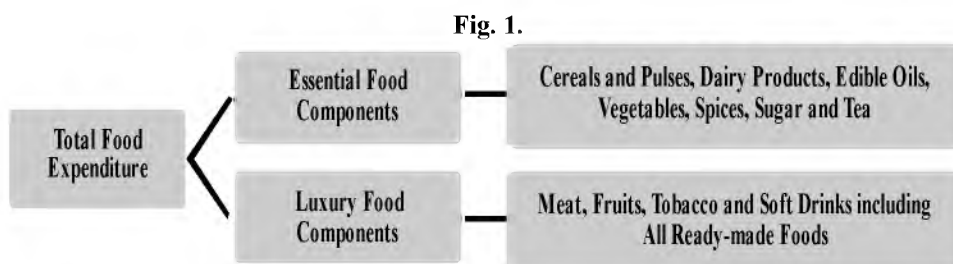 Fig. 1.
Total Food
Expenditure
Essential Food
Components
Cereals and Pulses, Dairy Products, Edible Oils,
Vegetables, Spices, Sugar and Tea
Luxury Food
Components
Meat, Fruits, Tobacco and Soft Drinks including
All Ready-made Foods